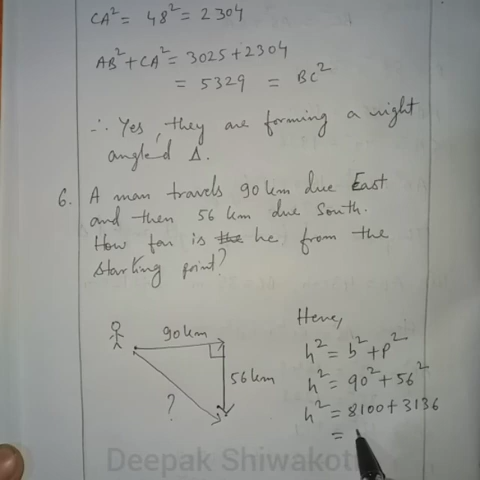 CA² = 48² = 2304
AB² + CA² = 3025 + 2304
= 5329 = BC²
∴ Yes, they are forming a right
angled Δ.
6. A man travels 90 km due East
and then 56 km due South.
How far is the he from the
starting point?
Here,
90km
h² = b² + p²
56km
h² = 90² + 56²
?
h² = 8100 + 3136
=
Deepak Shiwakoti